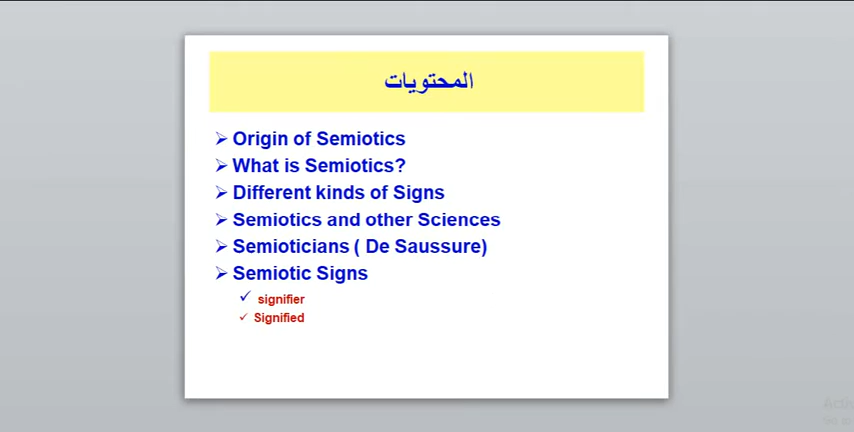 المحتويات
Origin of Semiotics
What is Semiotics?
Different kinds of Signs
Semiotics and other Sciences
Semioticians ( De Saussure)
Semiotic Signs
signifier
Signified